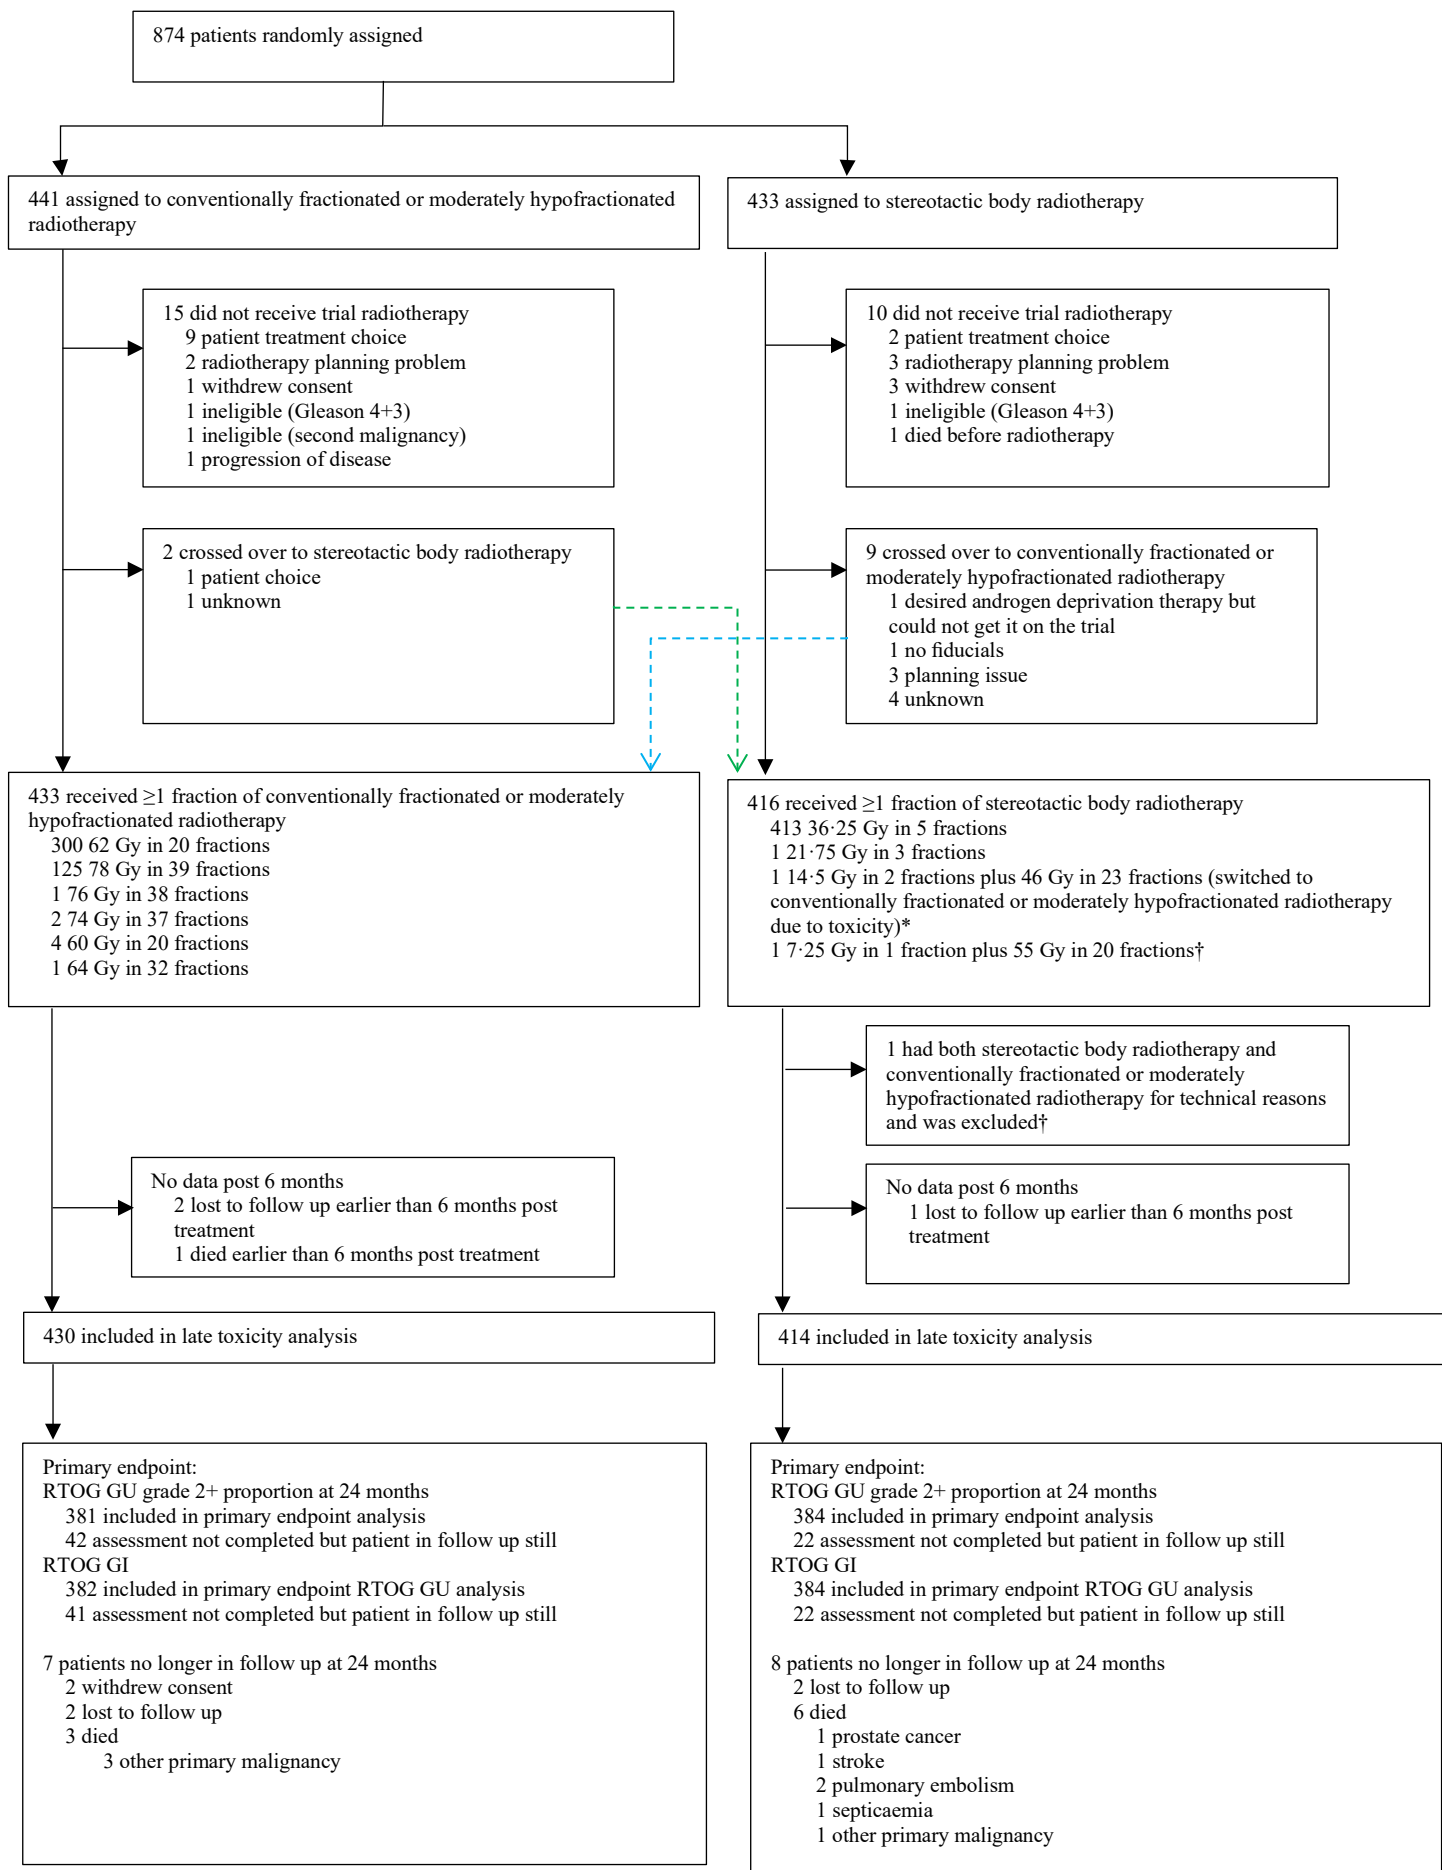 874 patients randomly assigned
441 assigned to conventionally fractionated or moderately hypofractionated
radiotherapy
433 assigned to stereotactic body radiotherapy
15 did not receive trial radiotherapy
9 patient treatment choice
2 radiotherapy planning problem
1 withdrew consent
1 ineligible (Gleason 4+3)
1 ineligible (second malignancy)
1 progression of disease
10 did not receive trial radiotherapy
2 patient treatment choice
3 radiotherapy planning problem
3 withdrew consent
1 ineligible (Gleason 4+3)
1 died before radiotherapy
2 crossed over to stereotactic body radiotherapy
1 patient choice
1 unknown
9 crossed over to conventionally fractionated or
moderately hypofractionated radiotherapy
1 desired androgen deprivation therapy but
could not get it on the trial
1 no fiducials
3 planning issue
4 unknown
433 received ≥1 fraction of conventionally fractionated or moderately
hypofractionated radiotherapy
300 62 Gy in 20 fractions
125 78 Gy in 39 fractions
1 76 Gy in 38 fractions
2 74 Gy in 37 fractions
4 60 Gy in 20 fractions
1 64 Gy in 32 fractions
416 received ≥1 fraction of stereotactic body radiotherapy
413 36·25 Gy in 5 fractions
1 21·75 Gy in 3 fractions
1 14·5 Gy in 2 fractions plus 46 Gy in 23 fractions (switched to
conventionally fractionated or moderately hypofractionated radiotherapy
due to toxicity)*
1 7·25 Gy in 1 fraction plus 55 Gy in 20 fractions†
1 had both stereotactic body radiotherapy and
conventionally fractionated or moderately
hypofractionated radiotherapy for technical reasons
and was excluded†
No data post 6 months
2 lost to follow up earlier than 6 months post
treatment
1 died earlier than 6 months post treatment
No data post 6 months
1 lost to follow up earlier than 6 months post
treatment
430 included in late toxicity analysis
414 included in late toxicity analysis
Primary endpoint:
RTOG GU grade 2+ proportion at 24 months
381 included in primary endpoint analysis
42 assessment not completed but patient in follow up still
RTOG GI
382 included in primary endpoint RTOG GU analysis
41 assessment not completed but patient in follow up still
7 patients no longer in follow up at 24 months
2 withdrew consent
2 lost to follow up
3 died
3 other primary malignancy
Primary endpoint:
RTOG GU grade 2+ proportion at 24 months
384 included in primary endpoint analysis
22 assessment not completed but patient in follow up still
RTOG GI
384 included in primary endpoint RTOG GU analysis
22 assessment not completed but patient in follow up still
8 patients no longer in follow up at 24 months
2 lost to follow up
6 died
1 prostate cancer
1 stroke
2 pulmonary embolism
1 septicaemia
1 other primary malignancy